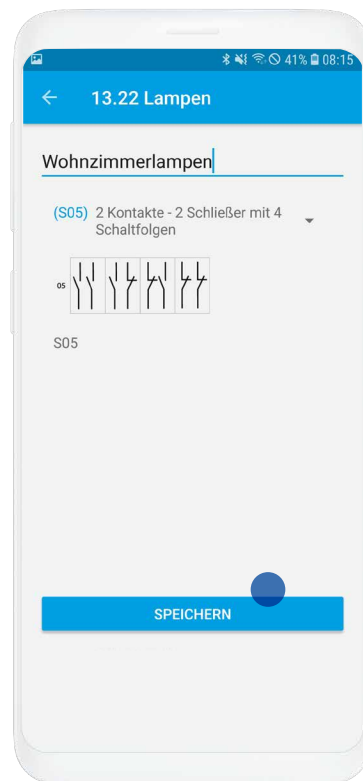 41% 08:15
13.22 Lampen
Wohnzimmerlampen
(S05) 2 Kontakte - 2 Schließer mit 4
Schaltfolgen
05
S05
SPEICHERN